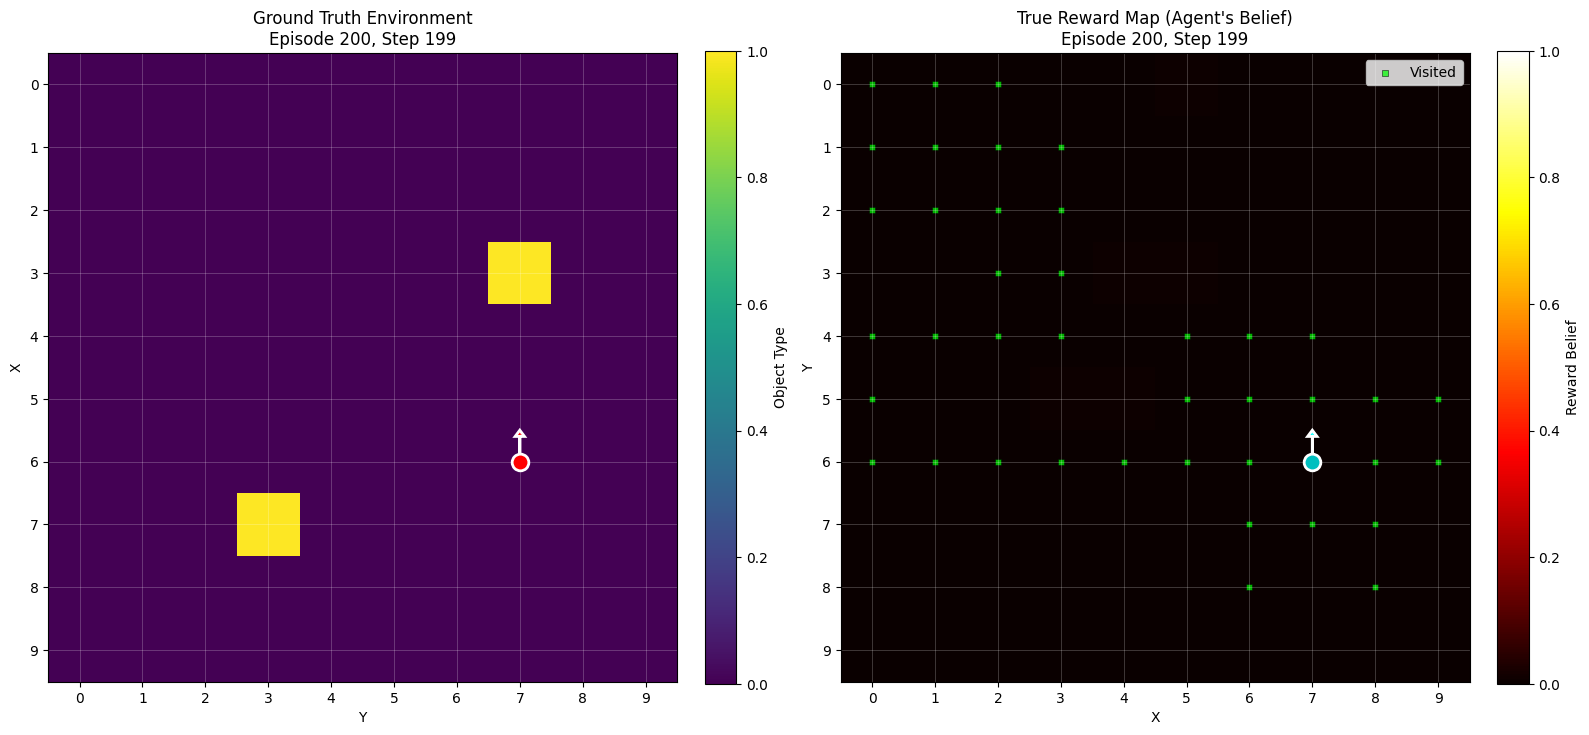 Ground Truth Environment
Episode 200, Step 199
0
1
2
3
4
5
6
7
8
9
X
0 1 2 3 4 5 6 7 8 9
Y
1.0
0.8
0.6
0.4
0.2
0.0
Object Type
True Reward Map (Agent's Belief)
Episode 200, Step 199
Visited
0
1
2
3
4
5
6
7
8
9
Y
0 1 2 3 4 5 6 7 8 9
X
1.0
0.8
0.6
0.4
0.2
0.0
Reward Belief